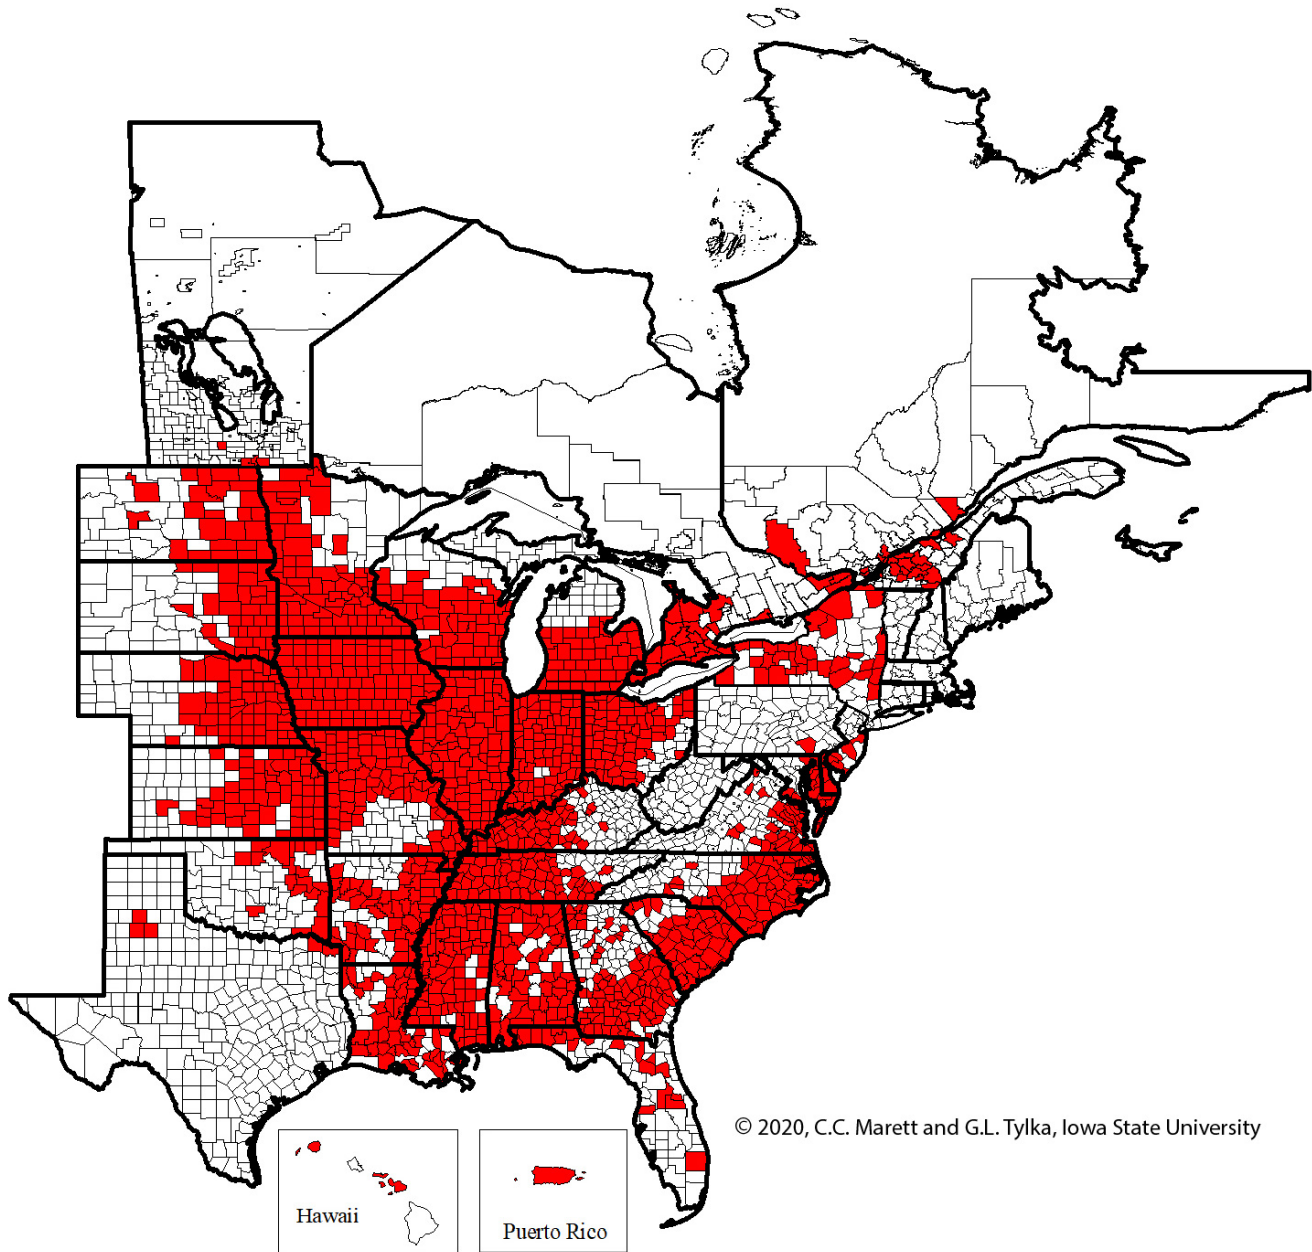 © 2020, C.C. Marett and G.L. Tylka, Iowa State University
Hawaii
Puerto Rico